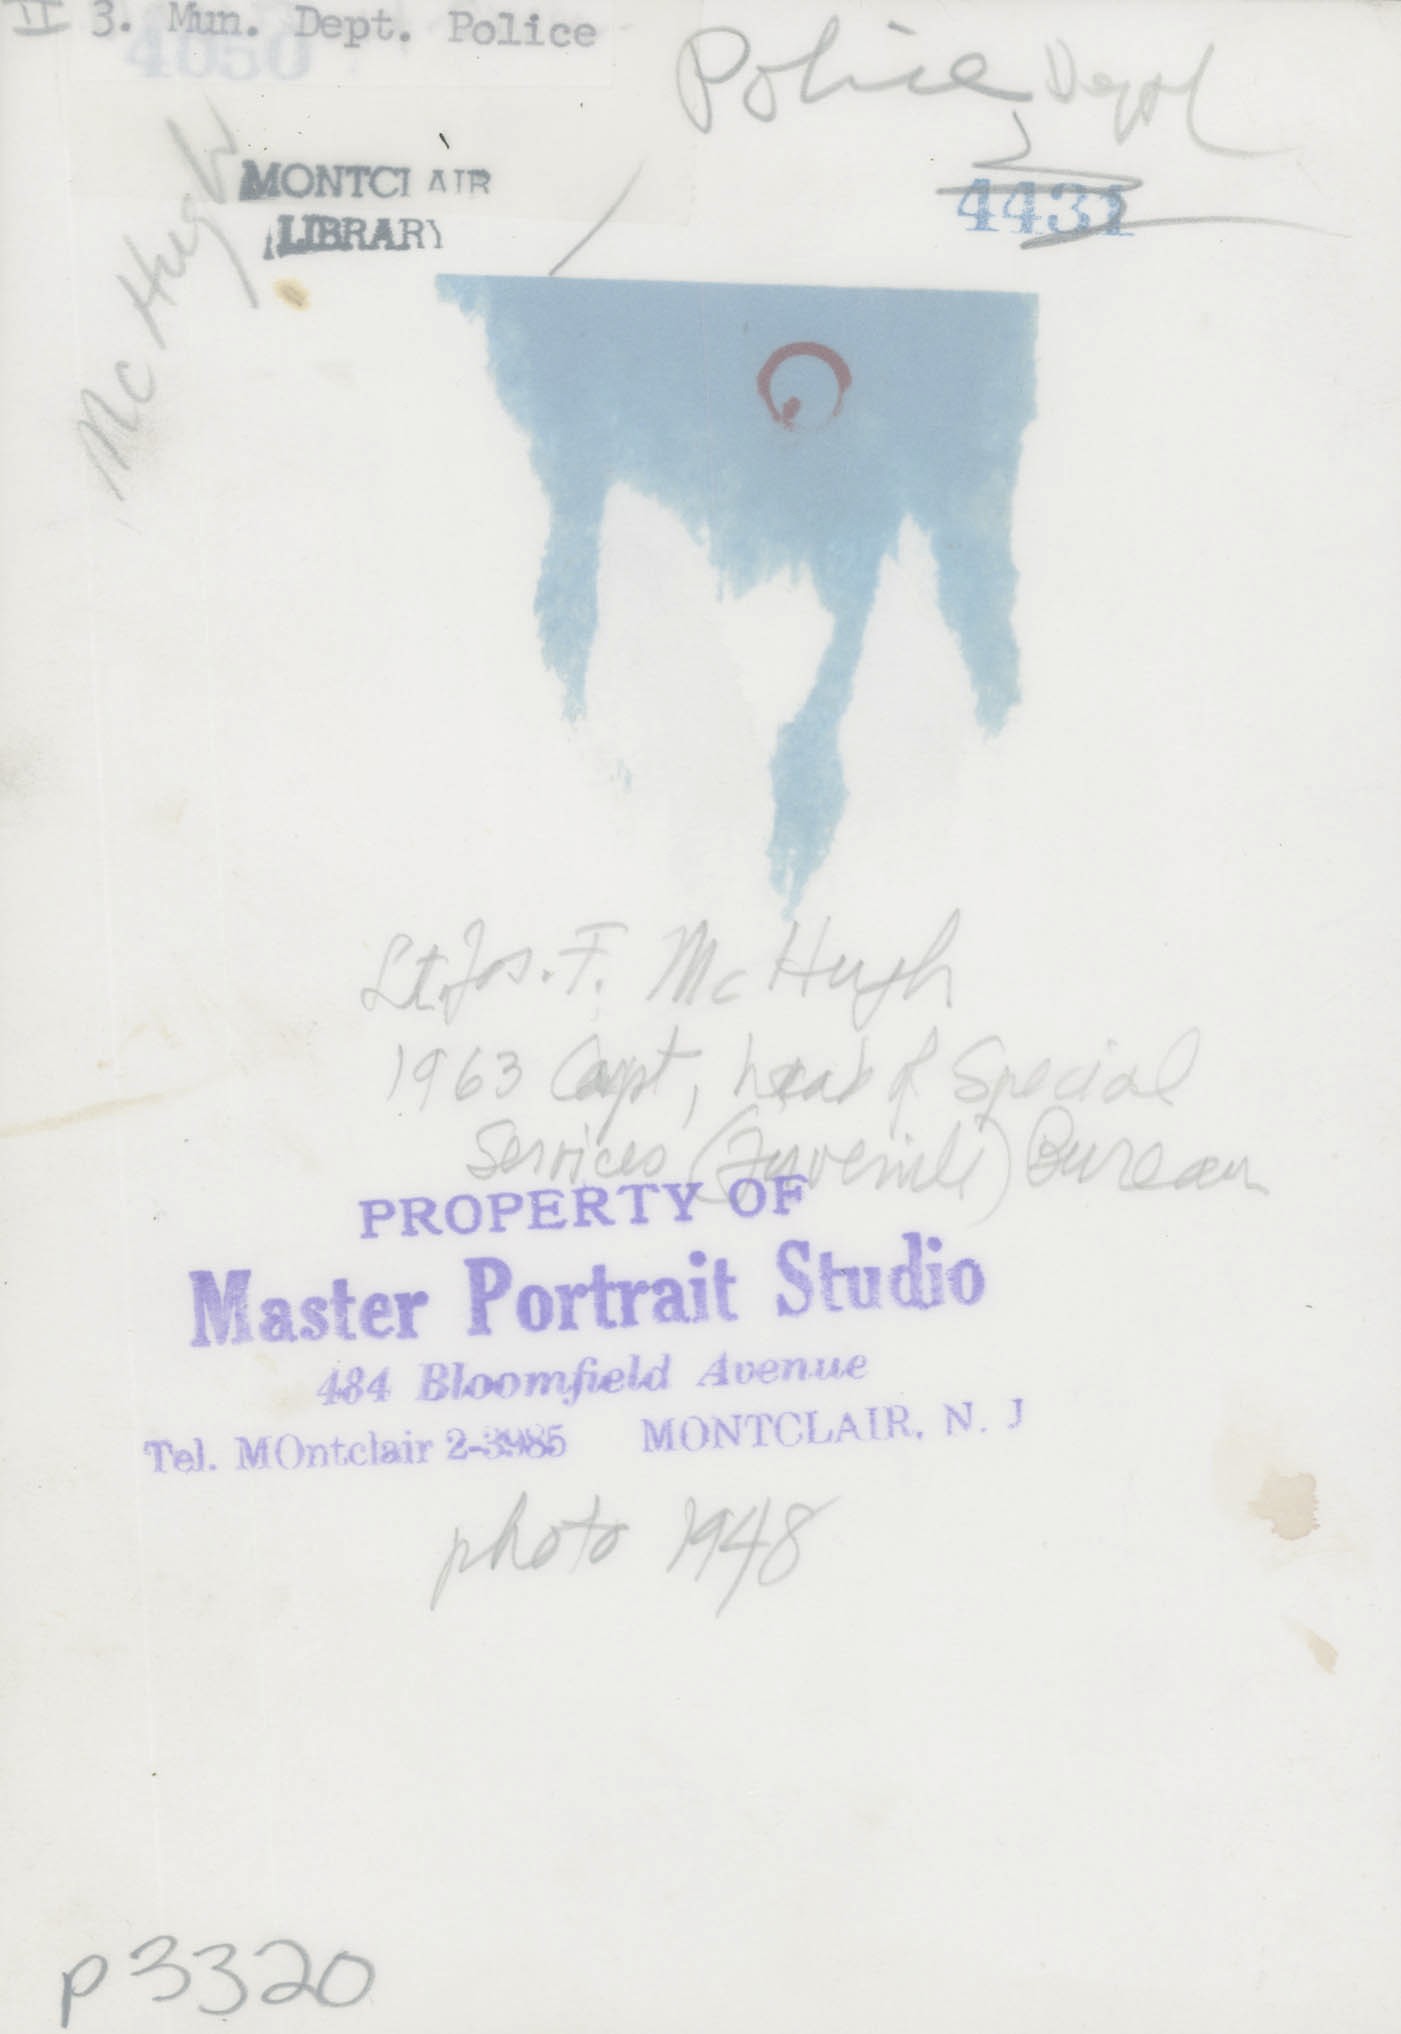 II 3. Mun. Dept. Police
4050
Police Dept
McHugh
MONTCLAIR
LIBRARY
4431
Lt. Jos. F. McHugh
1963 Capt, head of Special
Services (Juvenile) Bureau
PROPERTY OF
Master Portrait Studio
484 Bloomfield Avenue
Tel. MOntclair 2-3985 MONTCLAIR, N. J
photo 1948
p3320